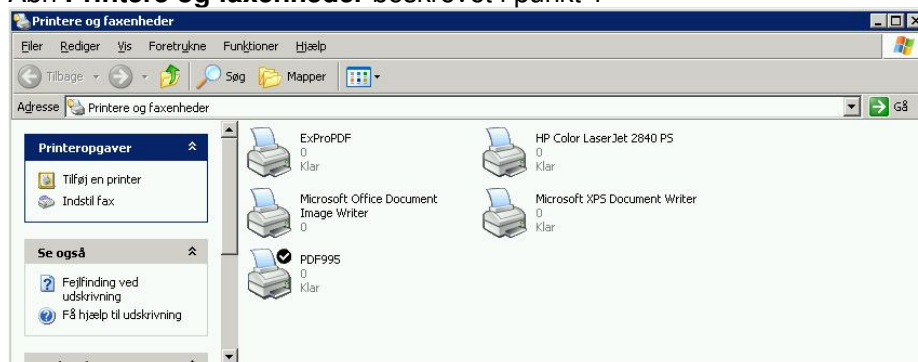 Printere og faxenheder
Filer Rediger Vis Foretrukne Funktioner Hjælp
Tilbage Søg Mapper
Adresse Printere og faxenheder Gå
Printeropgaver
Tilføj en printer
Indstil fax
Se også
Fejlfinding ved
udskrivning
Få hjælp til udskrivning
ExProPDF
0
Klar
HP Color LaserJet 2840 PS
0
Klar
Microsoft Office Document
Image Writer
0
Microsoft XPS Document Writer
0
Klar
PDF995
0
Klar